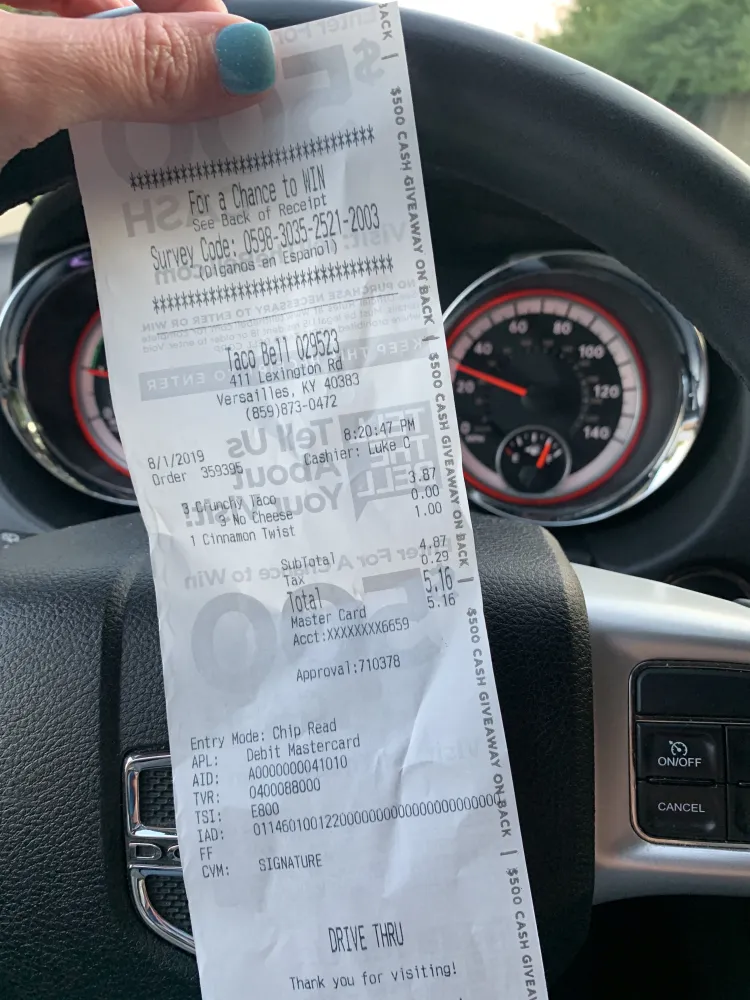 BACK | $500 CASH GIVEAWAY ON BACK | $500 CASH GIVEAWAY ON BACK | $500 CASH GIVEAWAY ON BACK | $500 CASH GIVEA
*****************************
For a Chance to WIN
See Back of Receipt
Survey Code: 0598-3035-2521-2003
(Díganos en Español)
*****************************
Taco Bell 029523
411 Lexington Rd
Versailles, KY 40383
(859)873-0472
8/1/2019 8:20:47 PM
Order 359395 Cashier: Luke C
3 Crunchy Taco 3.87
3 No Cheese 0.00
1 Cinnamon Twist 1.00
SubTotal 4.87
Tax 0.29
Total 5.16
Master Card 5.16
Acct:XXXXXXXX6659
Approval:710378
Entry Mode: Chip Read
APL: Debit Mastercard
AID: A0000000041010
TVR: 0400088000
TSI: E800
IAD:
FF
CVM: SIGNATURE
DRIVE THRU
Thank you for visiting!
0 20 40 60 80 100 120 140
ON/OFF
CANCEL